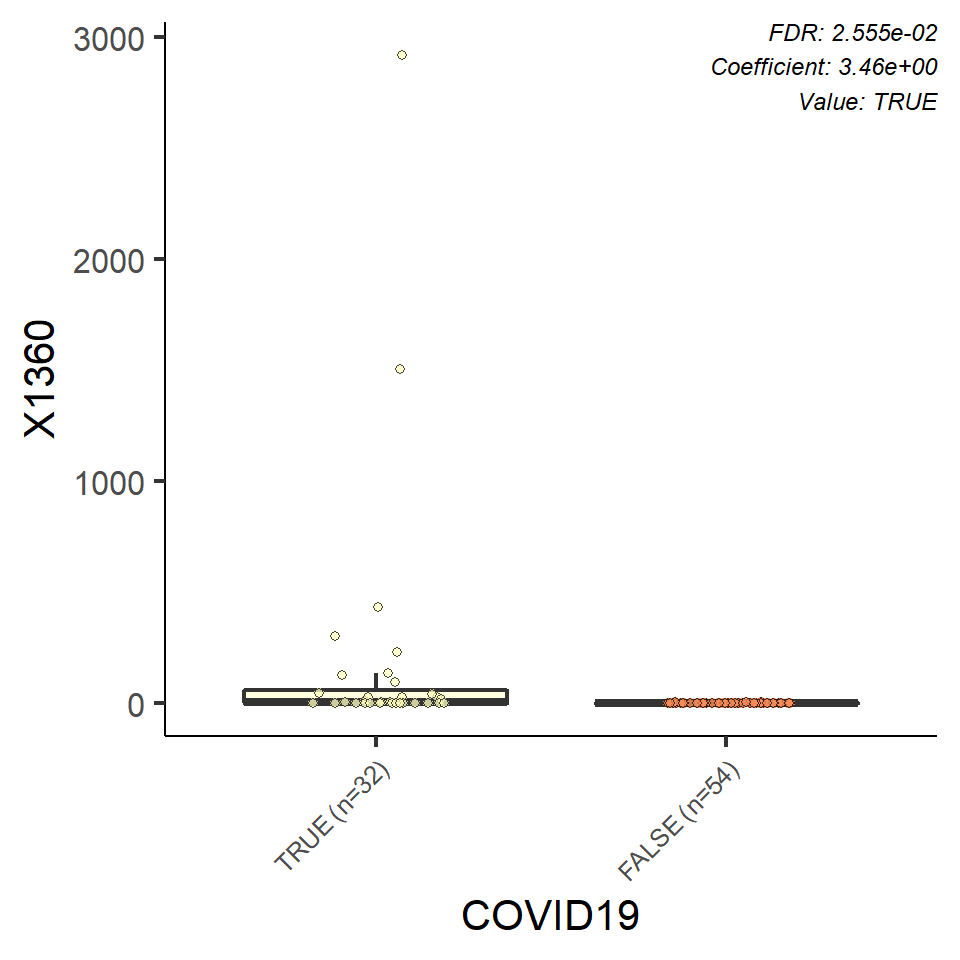 FDR: 2.555e-02
Coefficient: 3.46e+00
Value: TRUE
3000
2000
1000
0
X1360
TRUE (n=32)
FALSE (n=54)
COVID19